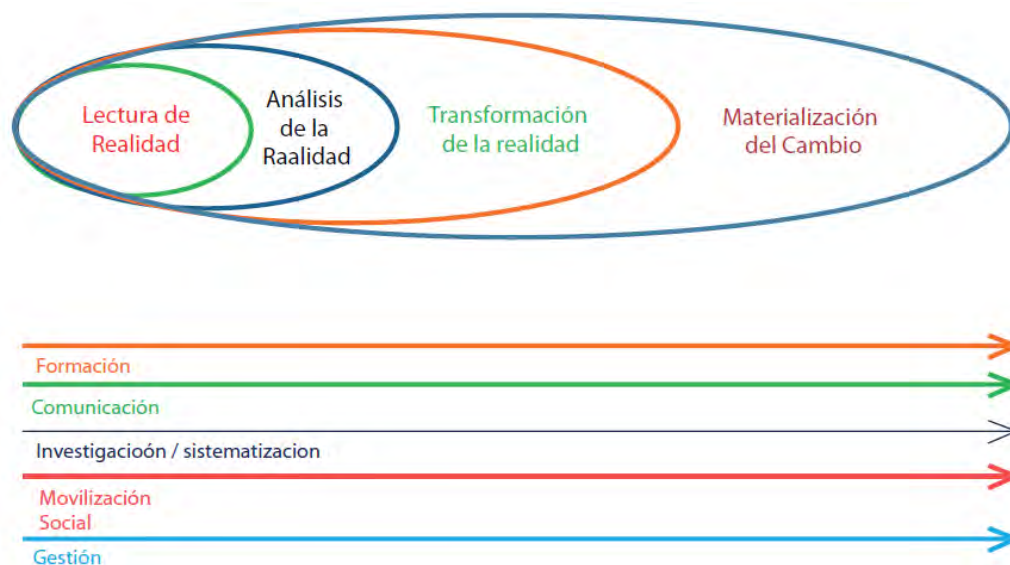 Lectura de
Realidad
Análisis
de la
Raalidad
Transformación
de la realidad
Materialización
del Cambio
Formación
Comunicación
Investigacioón / sistematizacion
Movilización
Social
Gestión